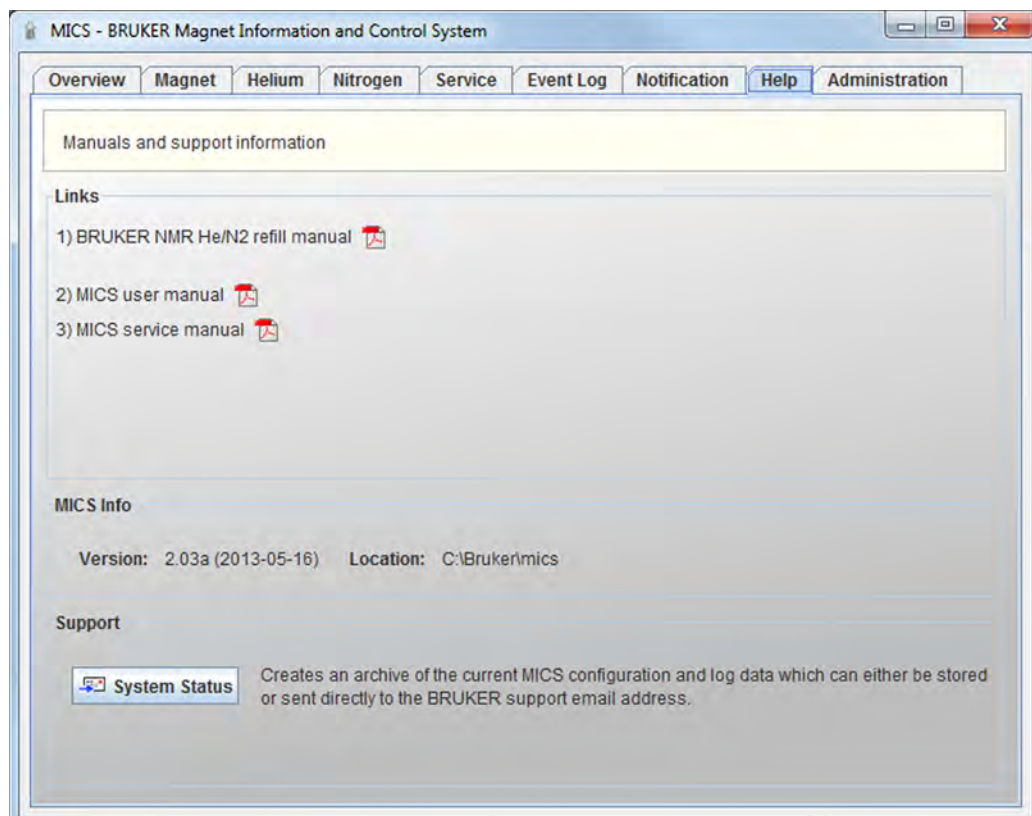 MICS - BRUKER Magnet Information and Control System
Overview Magnet Helium Nitrogen Service Event Log Notification Help Administration
Manuals and support information
Links
1) BRUKER NMR He/N2 refill manual
2) MICS user manual
3) MICS service manual
MICS Info
Version: 2.03a (2013-05-16) Location: C:\Bruker\mics
Support
System Status
Creates an archive of the current MICS configuration and log data which can either be stored
or sent directly to the BRUKER support email address.